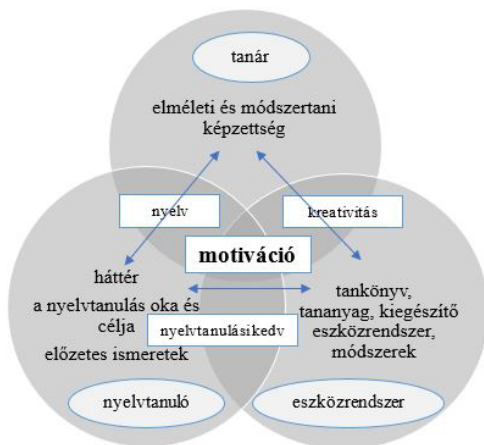 tanár
elméleti és módszertani
képzettség
nyelv
kreativitás
motiváció
háttér
a nyelvtanulás oka és
célja
előzetes ismeretek
tankönyv,
tananyag, kiegészítő
eszközrendszer,
módszerek
nyelvtanulásikedv
nyelvtanuló
eszközrendszer